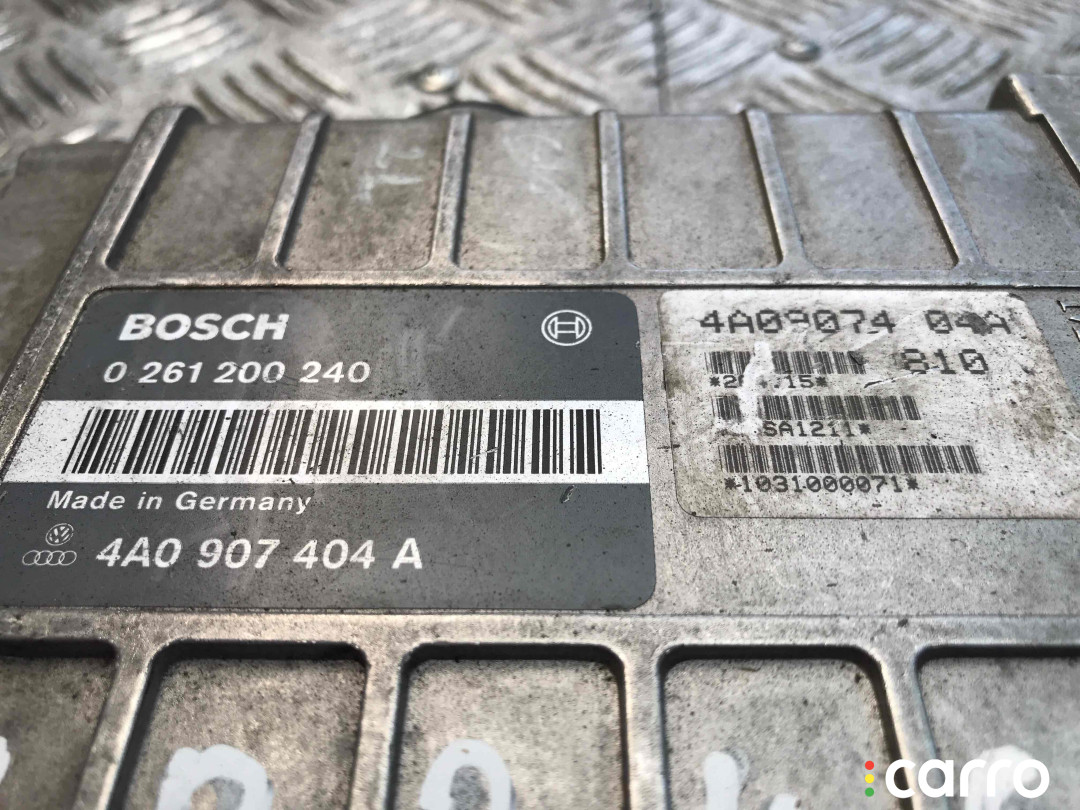 BOSCH
0 261 200 240
Made in Germany
4A0 907 404 A
4A09074 04A
810
SA1211*
*1031000071*
carro